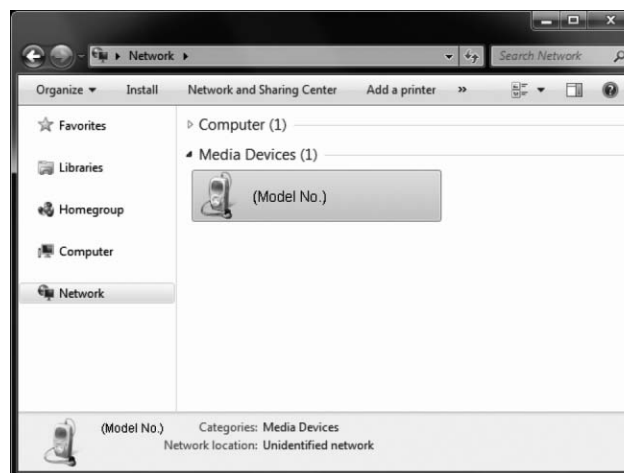 Network
Search Network
Organize Install Network and Sharing Center Add a printer »
Favorites
Libraries
Homegroup
Computer
Network
Computer (1)
Media Devices (1)
(Model No.)
(Model No.) Categories: Media Devices
Network location: Unidentified network